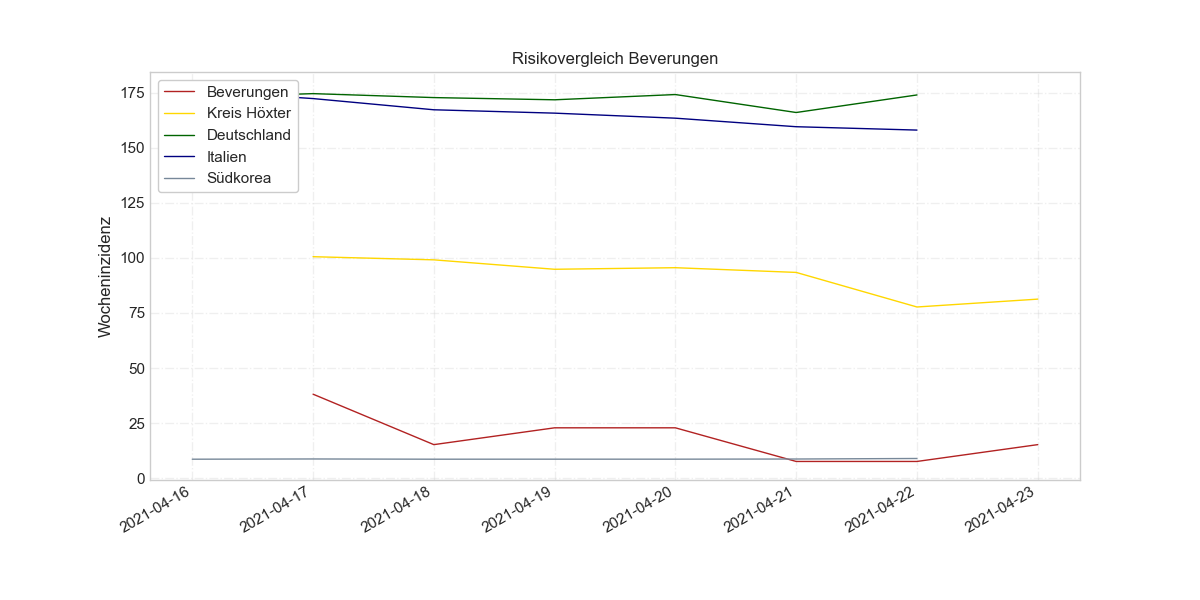 Risikovergleich Beverungen
Beverungen
Kreis Höxter
Deutschland
Italien
Südkorea
Wocheninzidenz
175
150
125
100
75
50
25
0
2021-04-16
2021-04-17
2021-04-18
2021-04-19
2021-04-20
2021-04-21
2021-04-22
2021-04-23